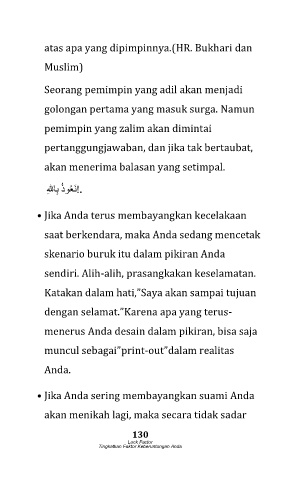 atas apa yang dipimpinnya.(HR. Bukhari dan
Muslim)
Seorang pemimpin yang adil akan menjadi
golongan pertama yang masuk surga. Namun
pemimpin yang zalim akan dimintai
pertanggungjawaban, dan jika tak bertaubat,
akan menerima balasan yang setimpal.
إنَعُوذُ بِاللهِ.
• Jika Anda terus membayangkan kecelakaan
saat berkendara, maka Anda sedang mencetak
skenario buruk itu dalam pikiran Anda
sendiri. Alih-alih, prasangkakan keselamatan.
Katakan dalam hati,"Saya akan sampai tujuan
dengan selamat."Karena apa yang terus-
menerus Anda desain dalam pikiran, bisa saja
muncul sebagai"print-out"dalam realitas
Anda.
• Jika Anda sering membayangkan suami Anda
akan menikah lagi, maka secara tidak sadar
130
Luck Factor
Tingkatkan Faktor Keberuntungan Anda